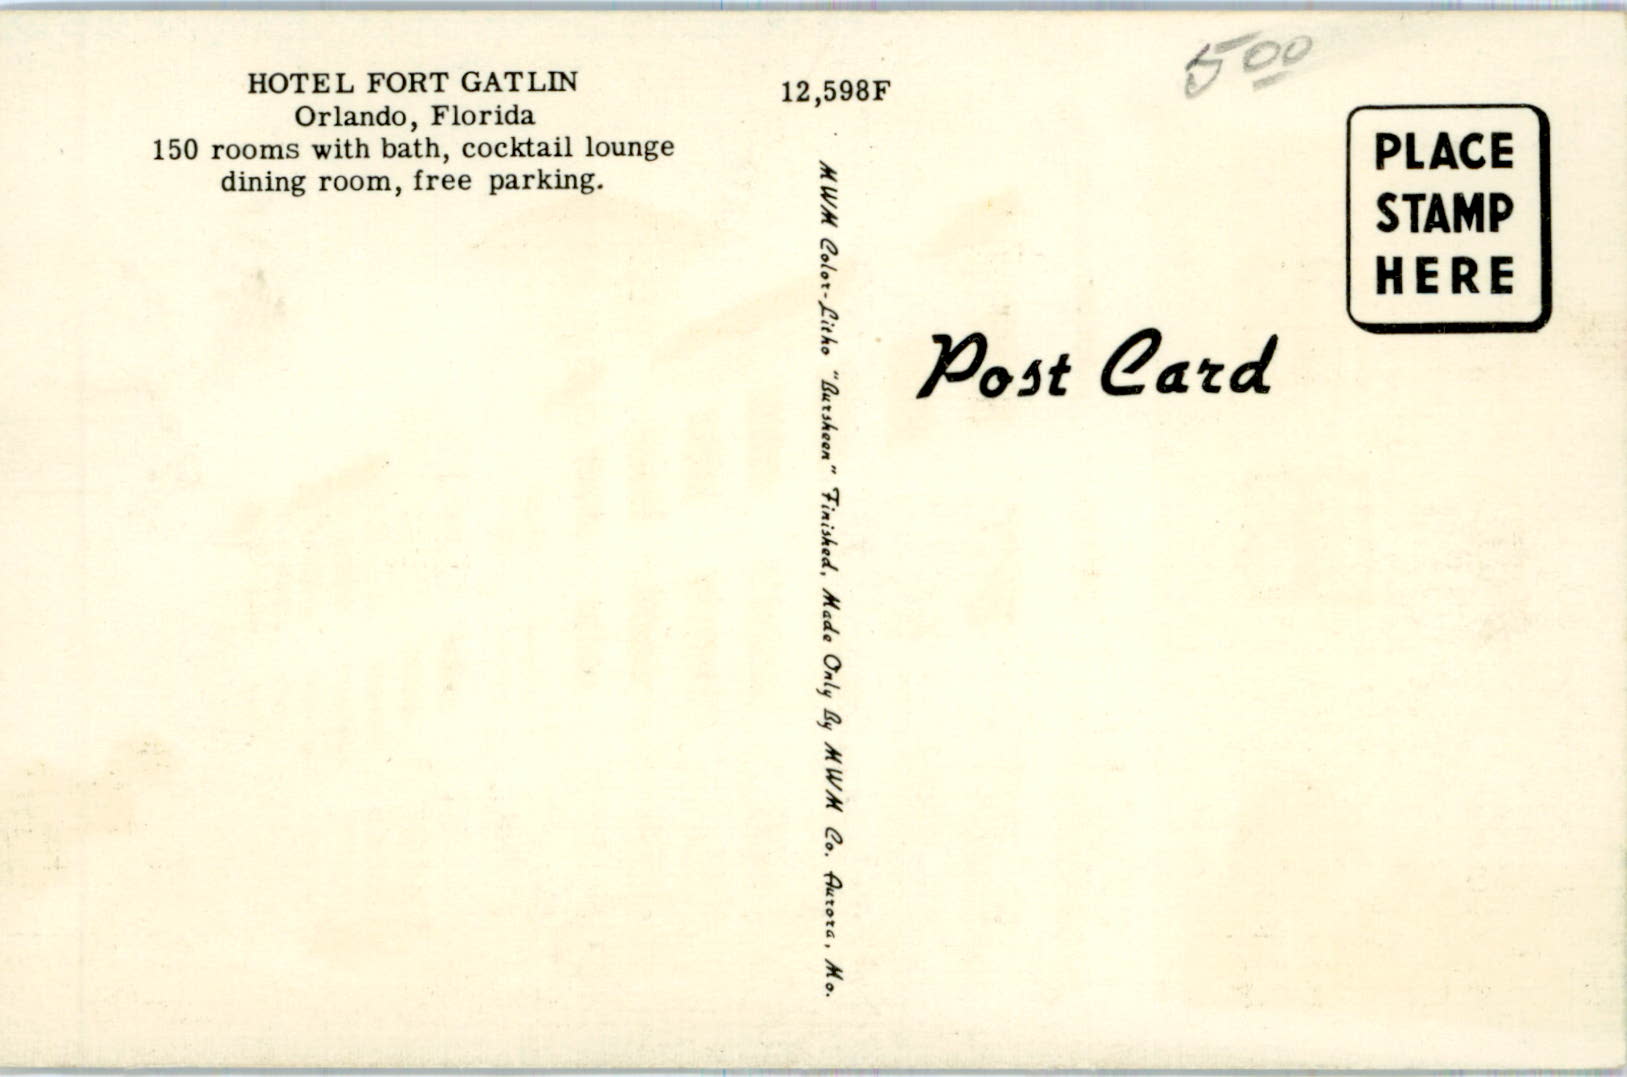 HOTEL FORT GATLIN
Orlando, Florida
150 rooms with bath, cocktail lounge
dining room, free parking.
12,598F
MWM Color-Litho "Bursheen" Finished, Made Only By MWM Co. Aurora, Mo.
500
PLACE
STAMP
HERE
Post Card